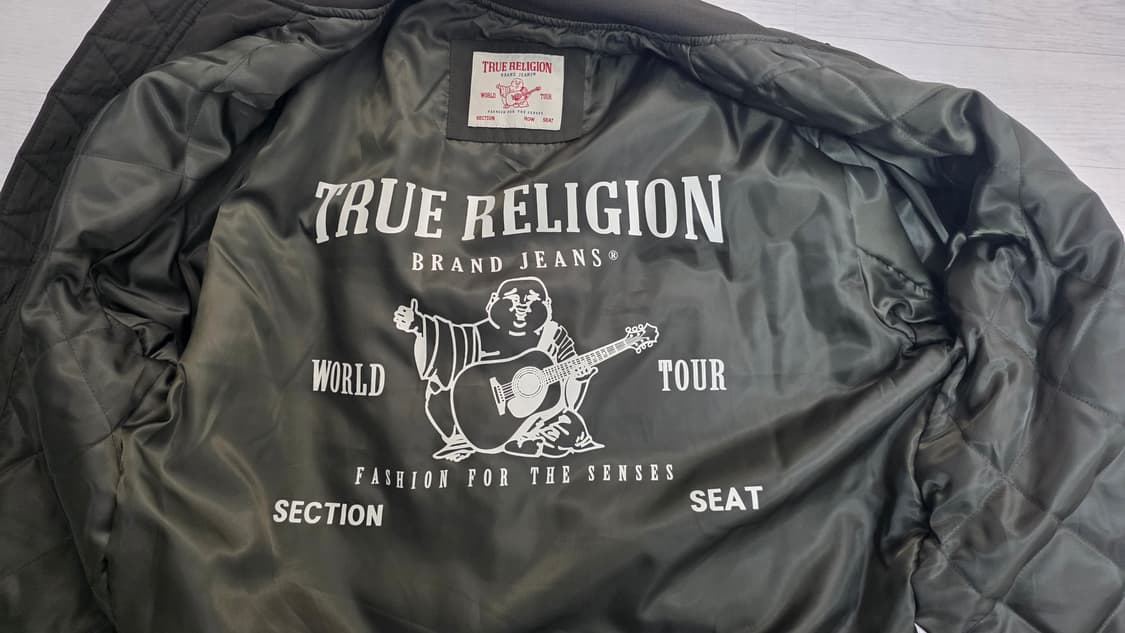 TRUE RELIGION
BRAND JEANS®
WORLD TOUR
FASHION FOR THE SENSES
SECTION ROW SEAT
TRUE RELIGION
BRAND JEANS®
WORLD TOUR
FASHION FOR THE SENSES
SECTION SEAT